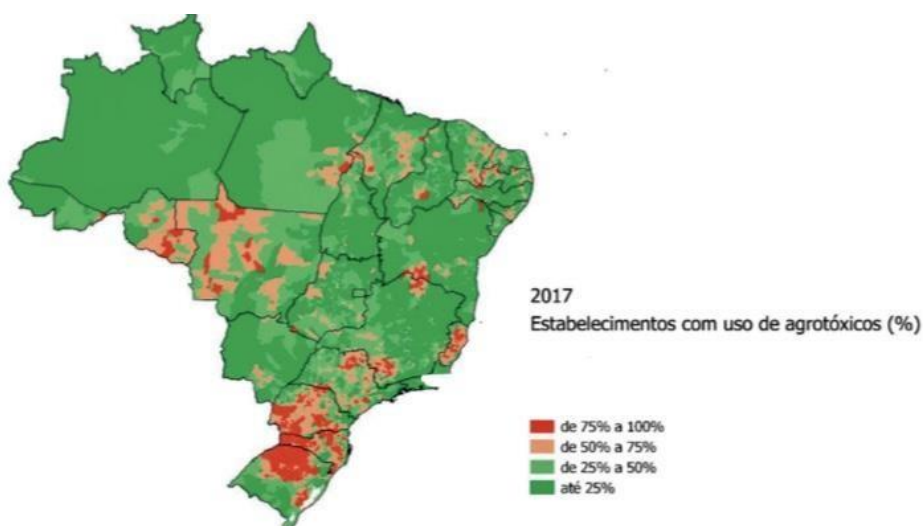 2017
Estabelecimentos com uso de agrotóxicos (%)
de 75% a 100%
de 50% a 75%
de 25% a 50%
até 25%